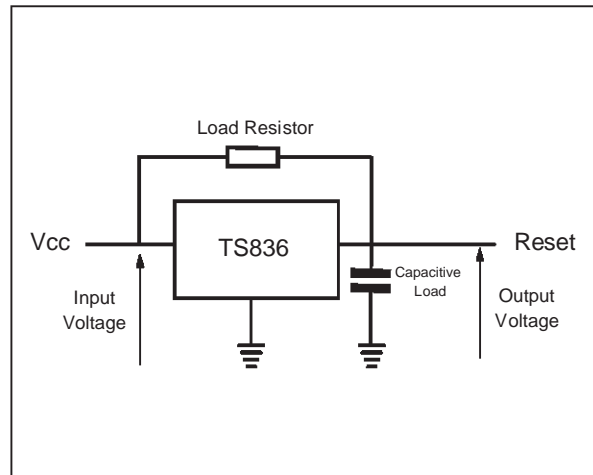 Load Resistor
Vcc
TS836
Reset
Input
Voltage
Capacitive
Load
Output
Voltage